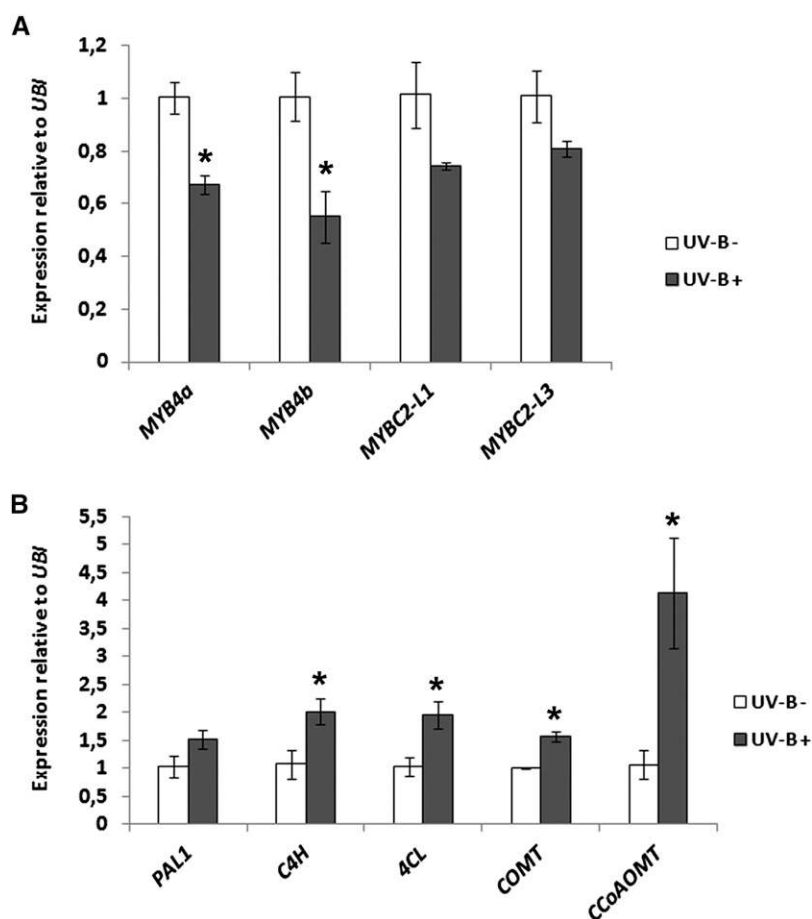 A
Expression relative to UBI
1,2
1
0,8
0,6
0,4
0,2
0
*
*
MYB4a
MYB4b
MYBC2-L1
MYBC2-L3
UV-B-
UV-B+
B
Expression relative to UBI
5,5
5
4,5
4
3,5
3
2,5
2
1,5
1
0,5
0
*
*
*
*
PAL1
C4H
4CL
COMT
CCoAOMT
UV-B-
UV-B+